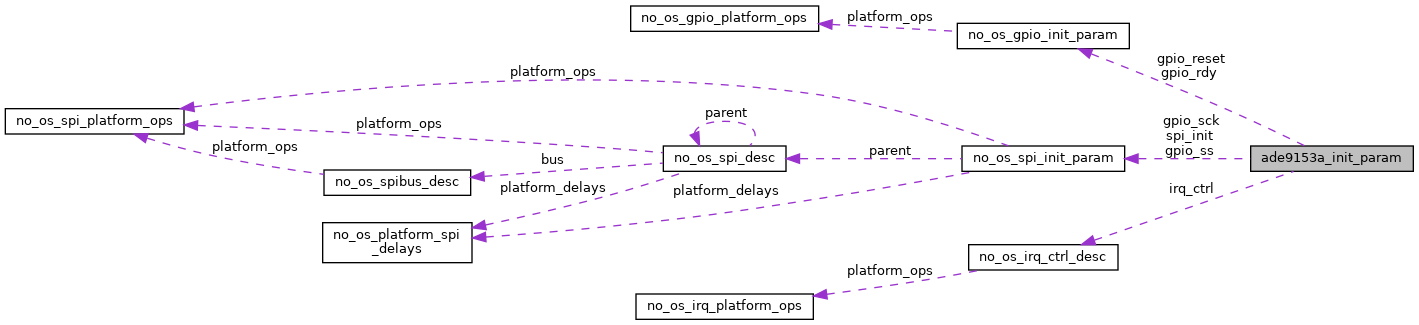 no_os_gpio_platform_ops
platform_ops
no_os_gpio_init_param
gpio_reset
gpio_rdy
platform_ops
no_os_spi_platform_ops
platform_ops
parent
gpio_sck
spi_init
gpio_ss
platform_ops
bus
no_os_spi_desc
parent
no_os_spi_init_param
ade9153a_init_param
no_os_spibus_desc
platform_delays
platform_delays
irq_ctrl
no_os_platform_spi
_delays
no_os_irq_ctrl_desc
platform_ops
no_os_irq_platform_ops